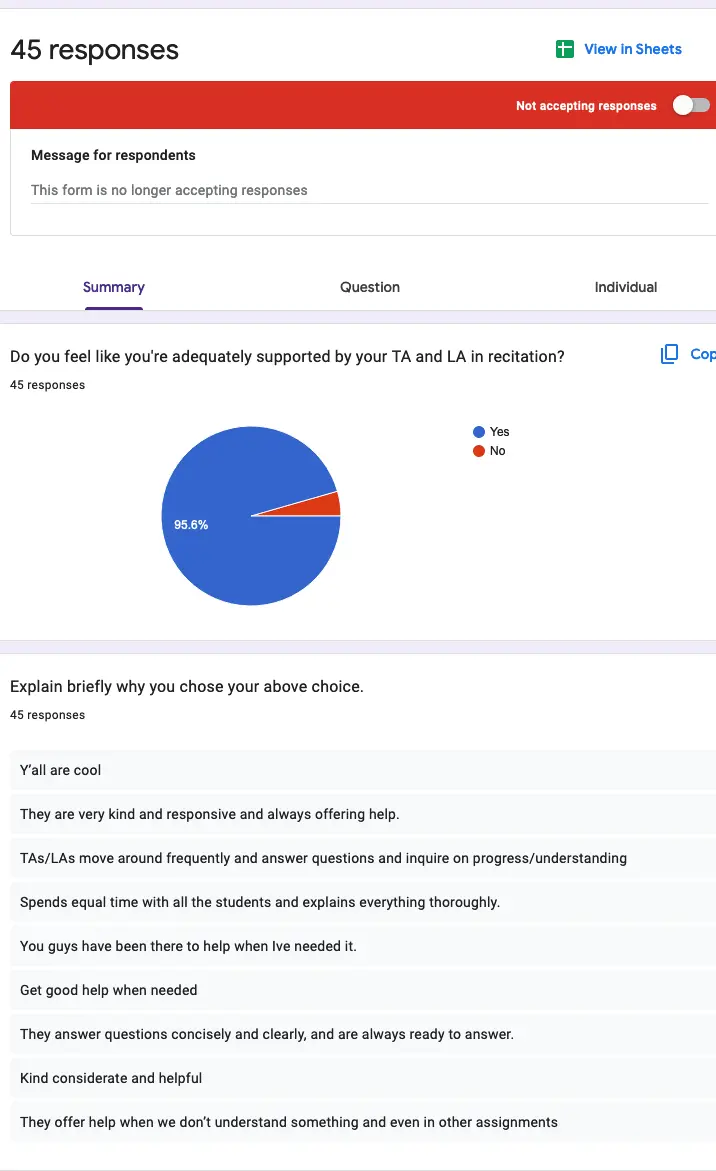 45 responses
View in Sheets
Not accepting responses
Message for respondents
This form is no longer accepting responses
Summary
Question
Individual
Do you feel like you're adequately supported by your TA and LA in recitation?
Cop
45 responses
Yes
No
95.6%
Explain briefly why you chose your above choice.
45 responses
Y'all are cool
They are very kind and responsive and always offering help.
TAs/LAs move around frequently and answer questions and inquire on progress/understanding
Spends equal time with all the students and explains everything thoroughly.
You guys have been there to help when Ive needed it.
Get good help when needed
They answer questions concisely and clearly, and are always ready to answer.
Kind considerate and helpful
They offer help when we don't understand something and even in other assignments